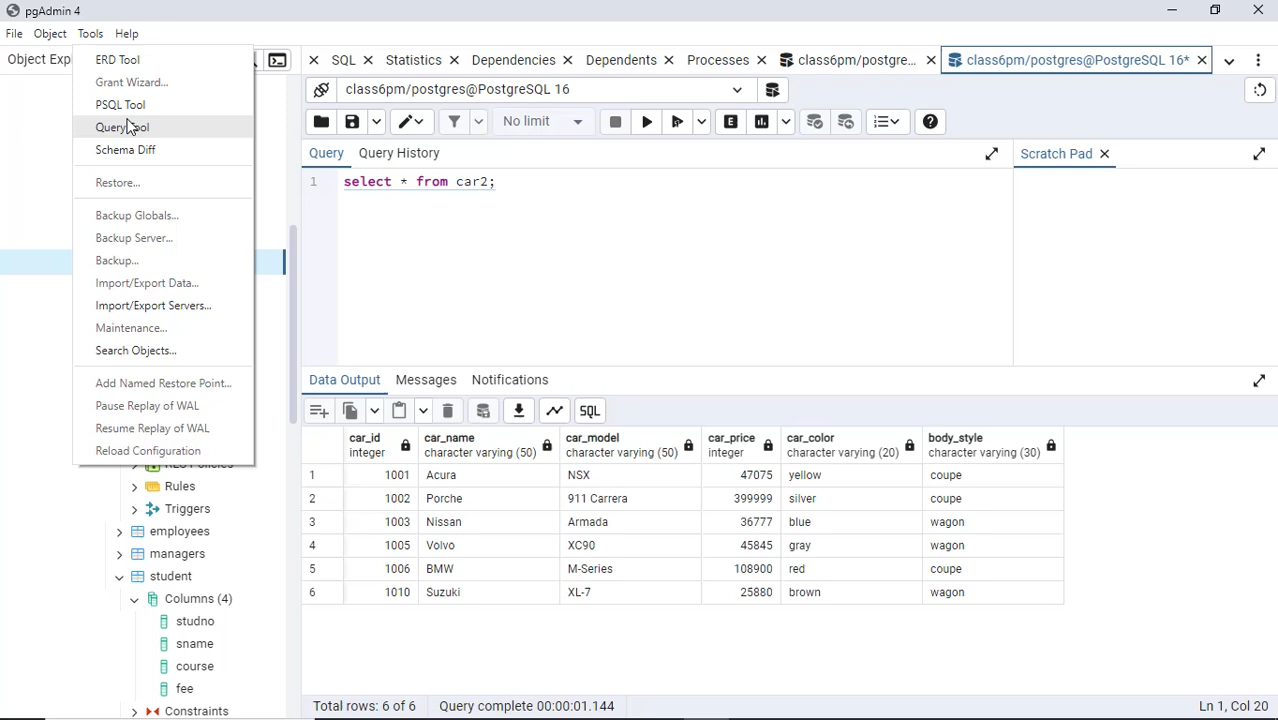 pgAdmin 4
File Object Tools Help
Object Expl
ERD Tool
Grant Wizard...
PSQL Tool
Query Tool
Schema Diff
Restore...
Backup Globals...
Backup Server...
Backup...
Import/Export Data...
Import/Export Servers...
Maintenance...
Search Objects...
Add Named Restore Point...
Pause Replay of WAL
Resume Replay of WAL
Reload Configuration
Rules
Triggers
employees
managers
student
Columns (4)
studno
sname
course
fee
Constraints
SQL Statistics Dependencies Dependents Processes class6pm/postgre... class6pm/postgres@PostgreSQL 16*
class6pm/postgres@PostgreSQL 16
No limit E
Query Query History Scratch Pad
1 select * from car2;
Data Output Messages Notifications
SQL
car_id car_name car_model car_price car_color body_style
integer character varying (50) character varying (50) integer character varying (20) character varying (30)
1 1001 Acura NSX 47075 yellow coupe
2 1002 Porche 911 Carrera 399999 silver coupe
3 1003 Nissan Armada 36777 blue wagon
4 1005 Volvo XC90 45845 gray wagon
5 1006 BMW M-Series 108900 red coupe
6 1010 Suzuki XL-7 25880 brown wagon
Total rows: 6 of 6 Query complete 00:00:01.144 Ln 1, Col 20